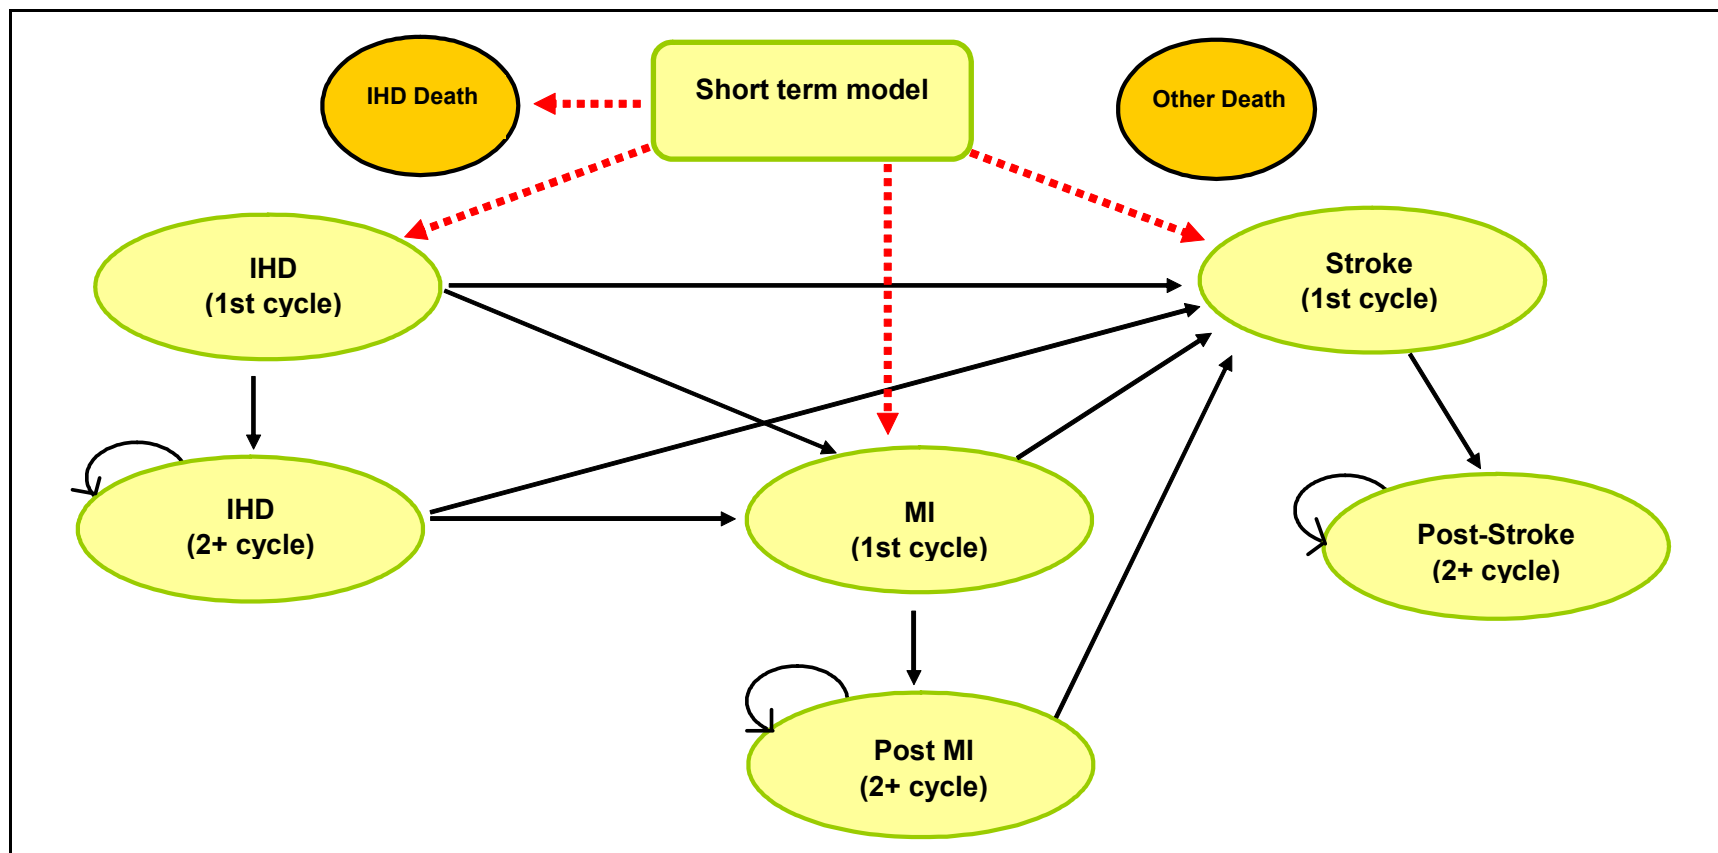 IHD Death
Short term model
Other Death
IHD
(1st cycle)
Stroke
(1st cycle)
IHD
(2+ cycle)
MI
(1st cycle)
Post-Stroke
(2+ cycle)
Post MI
(2+ cycle)